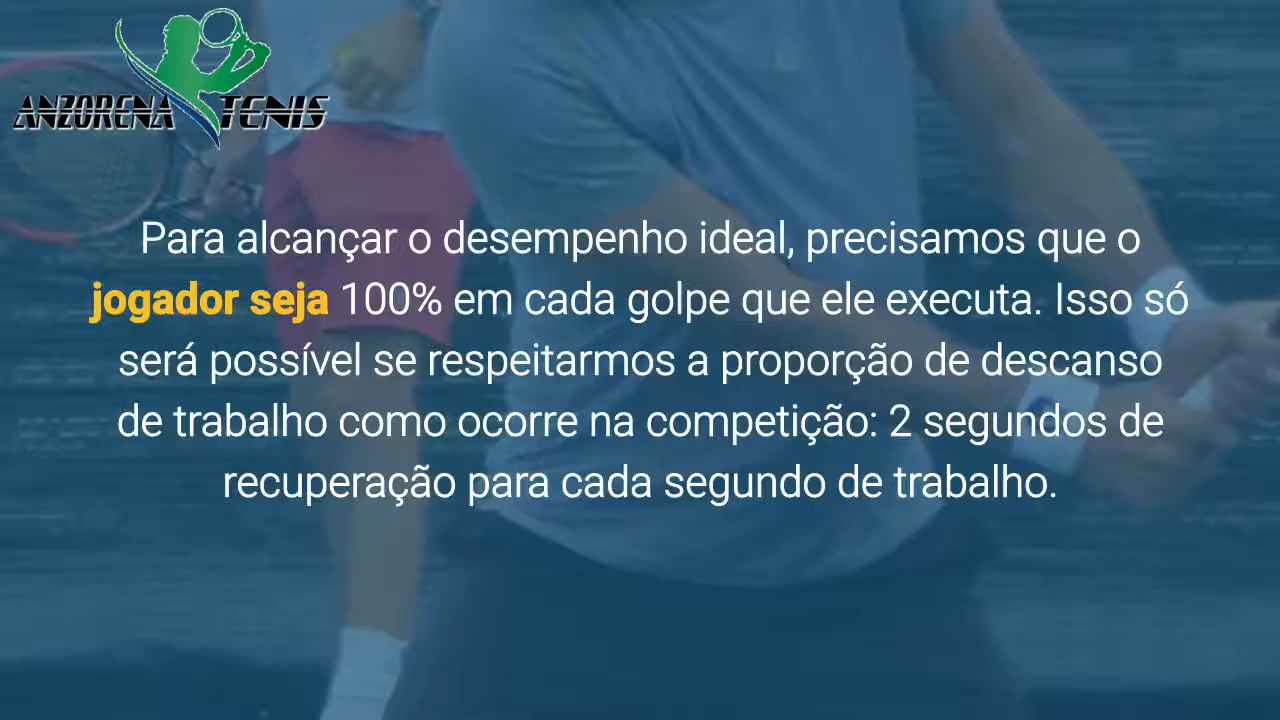 ANZORENA TENIS
Para alcançar o desempenho ideal, precisamos que o
jogador seja 100% em cada golpe que ele executa. Isso só
será possível se respeitarmos a proporção de descanso
de trabalho como ocorre na competição: 2 segundos de
recuperação para cada segundo de trabalho.